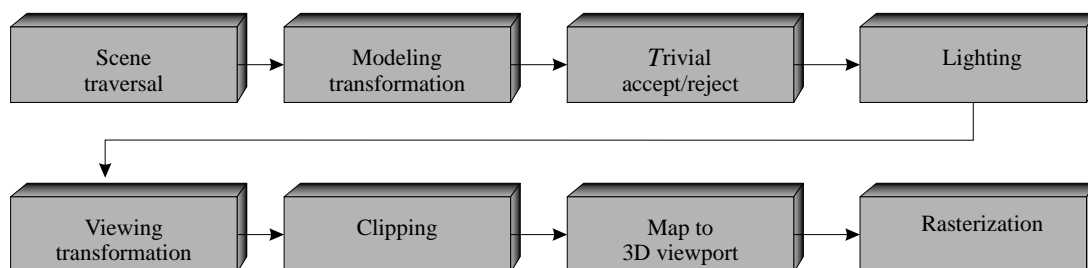 Scene
traversal
Modeling
transformation
Trivial
accept/reject
Lighting
Viewing
transformation
Clipping
Map to
3D viewport
Rasterization